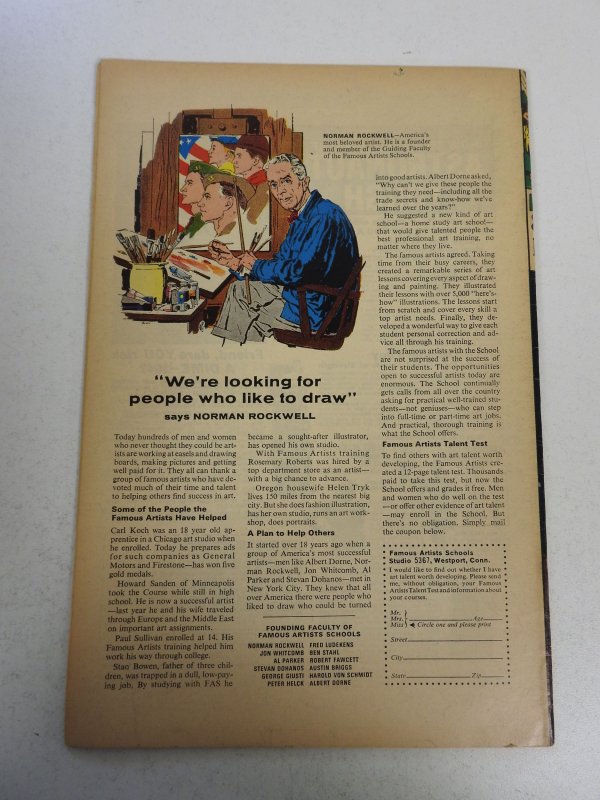 NORMAN ROCKWELL—America's
most beloved artist. He is a founder
and member of the Guiding Faculty
of the Famous Artists Schools.
"We're looking for
people who like to draw"
says NORMAN ROCKWELL
Today hundreds of men and women
who never thought they could be art-
ists are working at easels and drawing
boards, making pictures and getting
well paid for it. They all can thank a
group of famous artists who have de-
voted much of their time and talent
to helping others find success in art.
Some of the People the
Famous Artists Have Helped
Carl Koch was an 18 year old ap-
prentice in a Chicago art studio when
he enrolled. Today he prepares ads
for such companies as General
Motors and Firestone—has won five
gold medals.
Howard Sanden of Minneapolis
took the Course while still in high
school. He is now a successful artist
—last year he and his wife traveled
through Europe and the Middle East
on important art assignments.
Paul Sullivan enrolled at 14. His
Famous Artists training helped him
work his way through college.
Stan Bowen, father of three chil-
dren, was trapped in a dull, low-pay-
ing job. By studying with FAS he
became a sought-after illustrator,
has opened his own studio.
With Famous Artists training
Rosemary Roberts was hired by a
top department store as an artist—
with a big chance to advance.
Oregon housewife Helen Tryk
lives 150 miles from the nearest big
city. But she does fashion illustration,
has her own studio, runs an art work-
shop, does portraits.
A Plan to Help Others
It started over 18 years ago when a
group of America's most successful
artists—men like Albert Dorne, Nor-
man Rockwell, Jon Whitcomb, Al
Parker and Stevan Dohanos—met in
New York City. They knew that all
over America there were people who
liked to draw who could be turned
into good artists. Albert Dorne asked,
"Why can't we give these people the
training they need—including all the
trade secrets and know-how we've
learned over the years?"
He suggested a new kind of art
school—a home study art school—
that would give talented people the
best professional art training, no
matter where they live.
The famous artists agreed. Taking
time from their busy careers, they
created a remarkable series of art
lessons covering every aspect of draw-
ing and painting. They illustrated
their lessons with over 5,000 "here's-
how" illustrations. The lessons start
from scratch and cover every skill a
top artist needs. Finally, they de-
veloped a wonderful way to give each
student personal correction and ad-
vice all through his training.
The famous artists with the School
are not surprised at the success of
their students. The opportunities
open to successful artists today are
enormous. The School continually
gets calls from all over the country
asking for practical well-trained stu-
dents—not geniuses—who can step
into full-time or part-time art jobs.
And practical, thorough training is
what the School offers.
Famous Artists Talent Test
To find others with art talent worth
developing, the Famous Artists cre-
ated a 12-page talent test. Thousands
paid to take this test, but now the
School offers and grades it free. Men
and women who do well on the test
—or offer other evidence of art talent
—may enroll in the School. But
there's no obligation. Simply mail
the coupon below.
FOUNDING FACULTY OF
FAMOUS ARTISTS SCHOOLS
NORMAN ROCKWELL FRED LUDEKENS
JON WHITCOMB BEN STAHL
AL PARKER ROBERT FAWCETT
STEVAN DOHANOS AUSTIN BRIGGS
GEORGE GIUSTI HAROLD VON SCHMIDT
PETER HELCK ALBERT DORNE
Famous Artists Schools
Studio 5367, Westport, Conn.
I would like to find out whether I have
art talent worth developing. Please send
me, without obligation, your Famous
Artists Talent Test and information about
your courses.
Mr.
Mrs. Age
Miss Circle one and please print
Street
City
State Zip